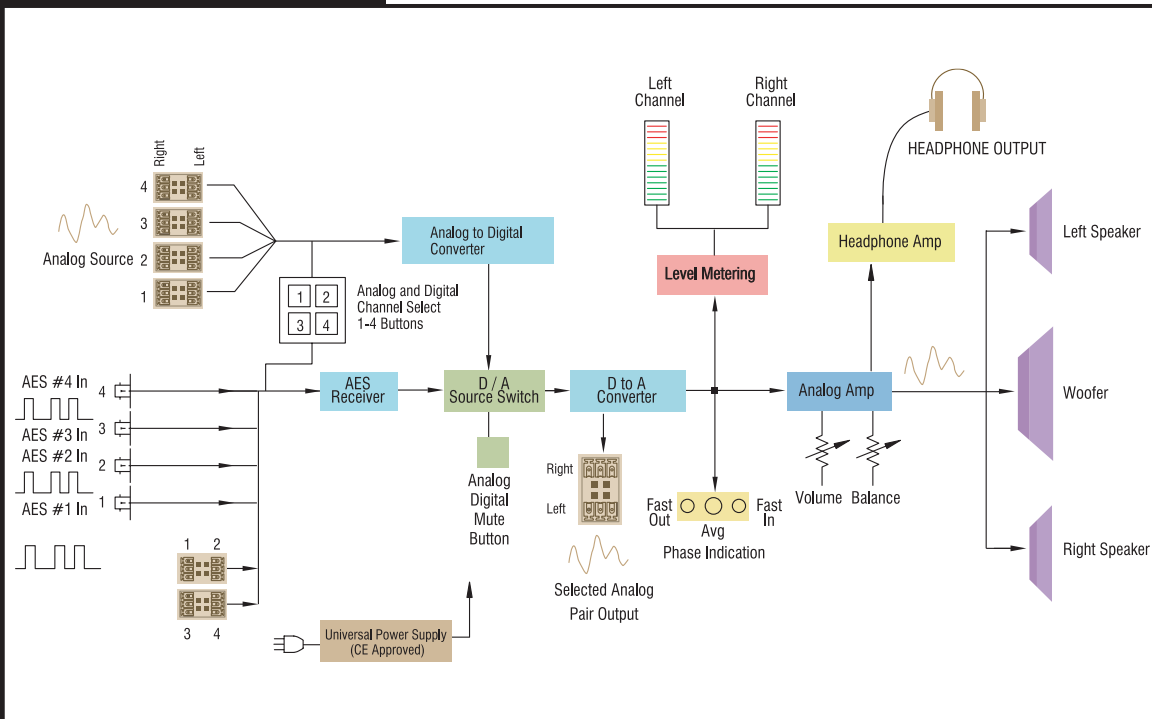 Left
Channel
Right
Channel
HEADPHONE OUTPUT
Right
Left
4
3
2
1
Analog Source
Analog to Digital
Converter
1
2
3
4
Analog and Digital
Channel Select
1-4 Buttons
Level Metering
Headphone Amp
Left Speaker
AES #4 In
4
AES #3 In
3
AES #2 In
2
AES #1 In
1
AES
Receiver
D / A
Source Switch
D to A
Converter
Analog Amp
Woofer
Volume
Balance
Analog
Digital
Mute
Button
Right
Left
Selected Analog
Pair Output
Fast
Out
Avg
Fast
In
Phase Indication
Right Speaker
1 2
3 4
Universal Power Supply
(CE Approved)